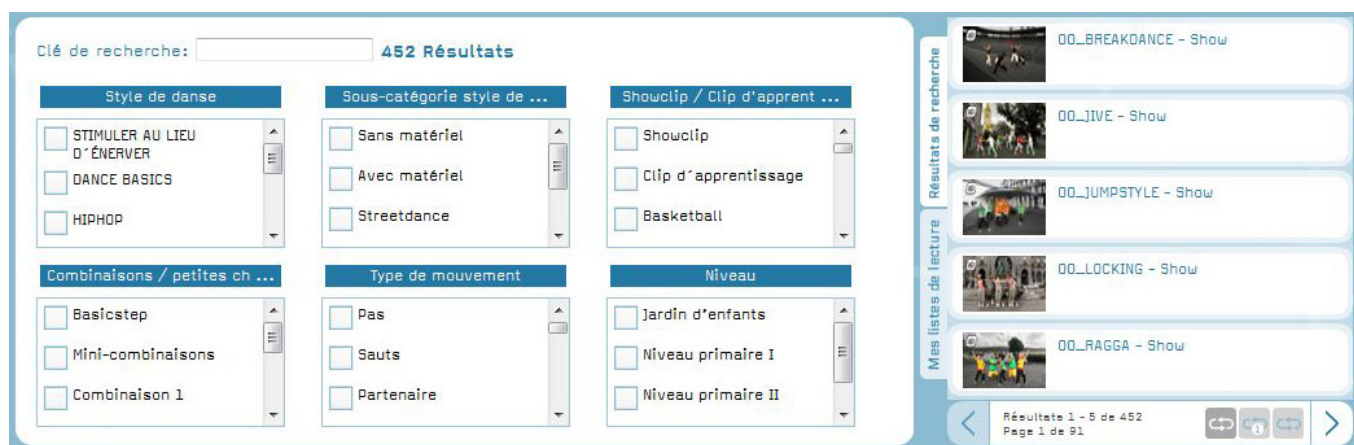 Clé de recherche:
452 Résultats
Style de danse
STIMULER AU LIEU
D´ÉNERVER
DANCE BASICS
HIPHOP
Sous-catégorie style de ...
Sans matériel
Avec matériel
Streetdance
Showclip / Clip d'apprent ...
Showclip
Clip d´apprentissage
Basketball
Combinaisons / petites ch ...
Basicstep
Mini-combinaisons
Combinaison 1
Type de mouvement
Pas
Sauts
Partenaire
Niveau
Jardin d'enfants
Niveau primaire I
Niveau primaire II
Résultats de recherche
Mes listes de lecture
00_BREAKDANCE - Show
00_JIVE - Show
00_JUMPSTYLE - Show
00_LOCKING - Show
00_RAGGA - Show
Résultats 1 - 5 de 452
Page 1 de 91
1